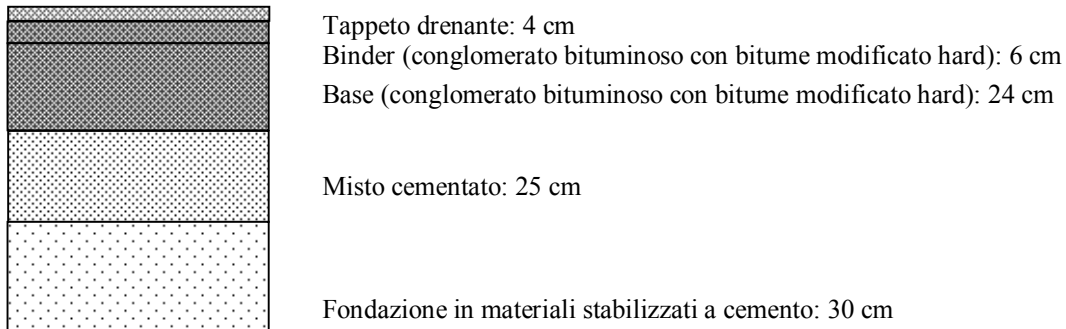 Tappeto drenante: 4 cm
Binder (conglomerato bituminoso con bitume modificato hard): 6 cm
Base (conglomerato bituminoso con bitume modificato hard): 24 cm
Misto cementato: 25 cm
Fondazione in materiali stabilizzati a cemento: 30 cm